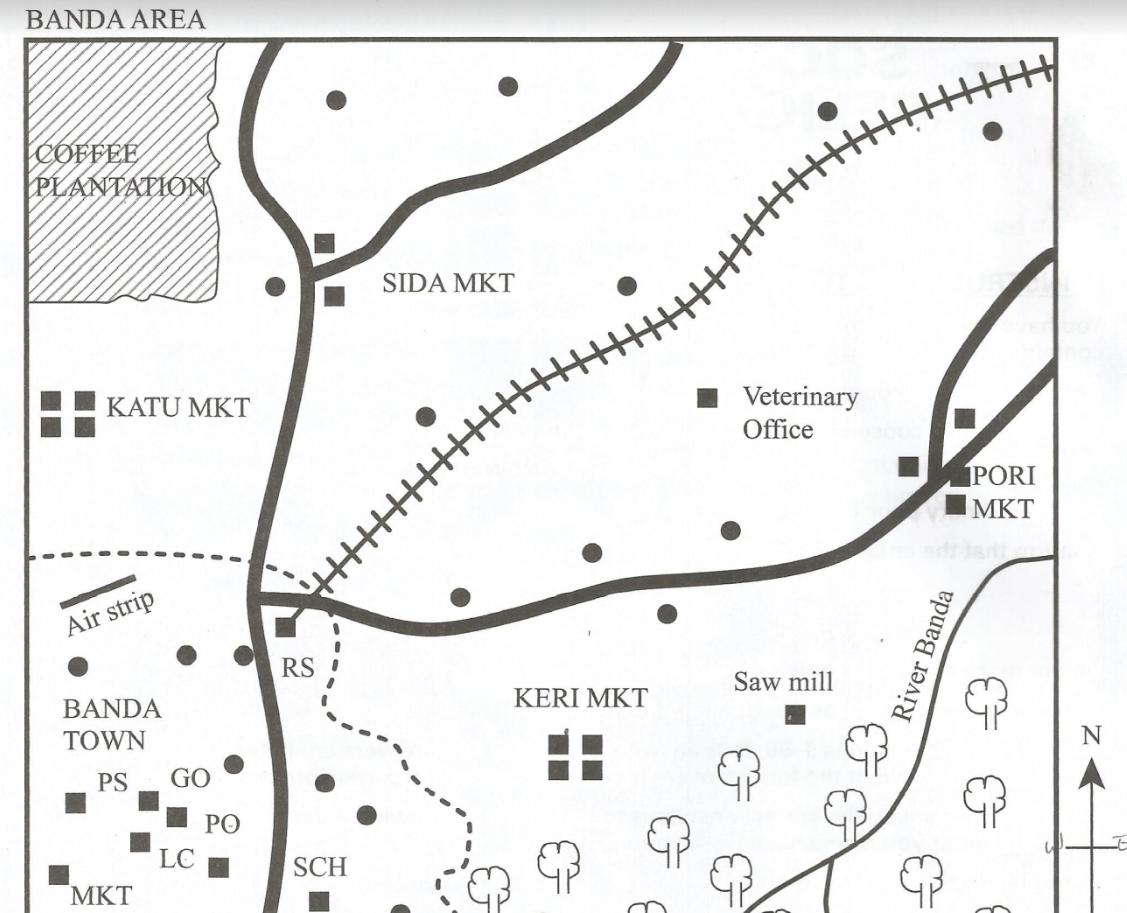 BANDA AREA
COFFEE
PLANTATION
SIDA MKT
KATU MKT
Veterinary
Office
PORI
MKT
Air strip
RS
River Banda
BANDA
TOWN
KERI MKT
Saw mill
N
PS
GO
PO
W
E
LC
SCH
MKT